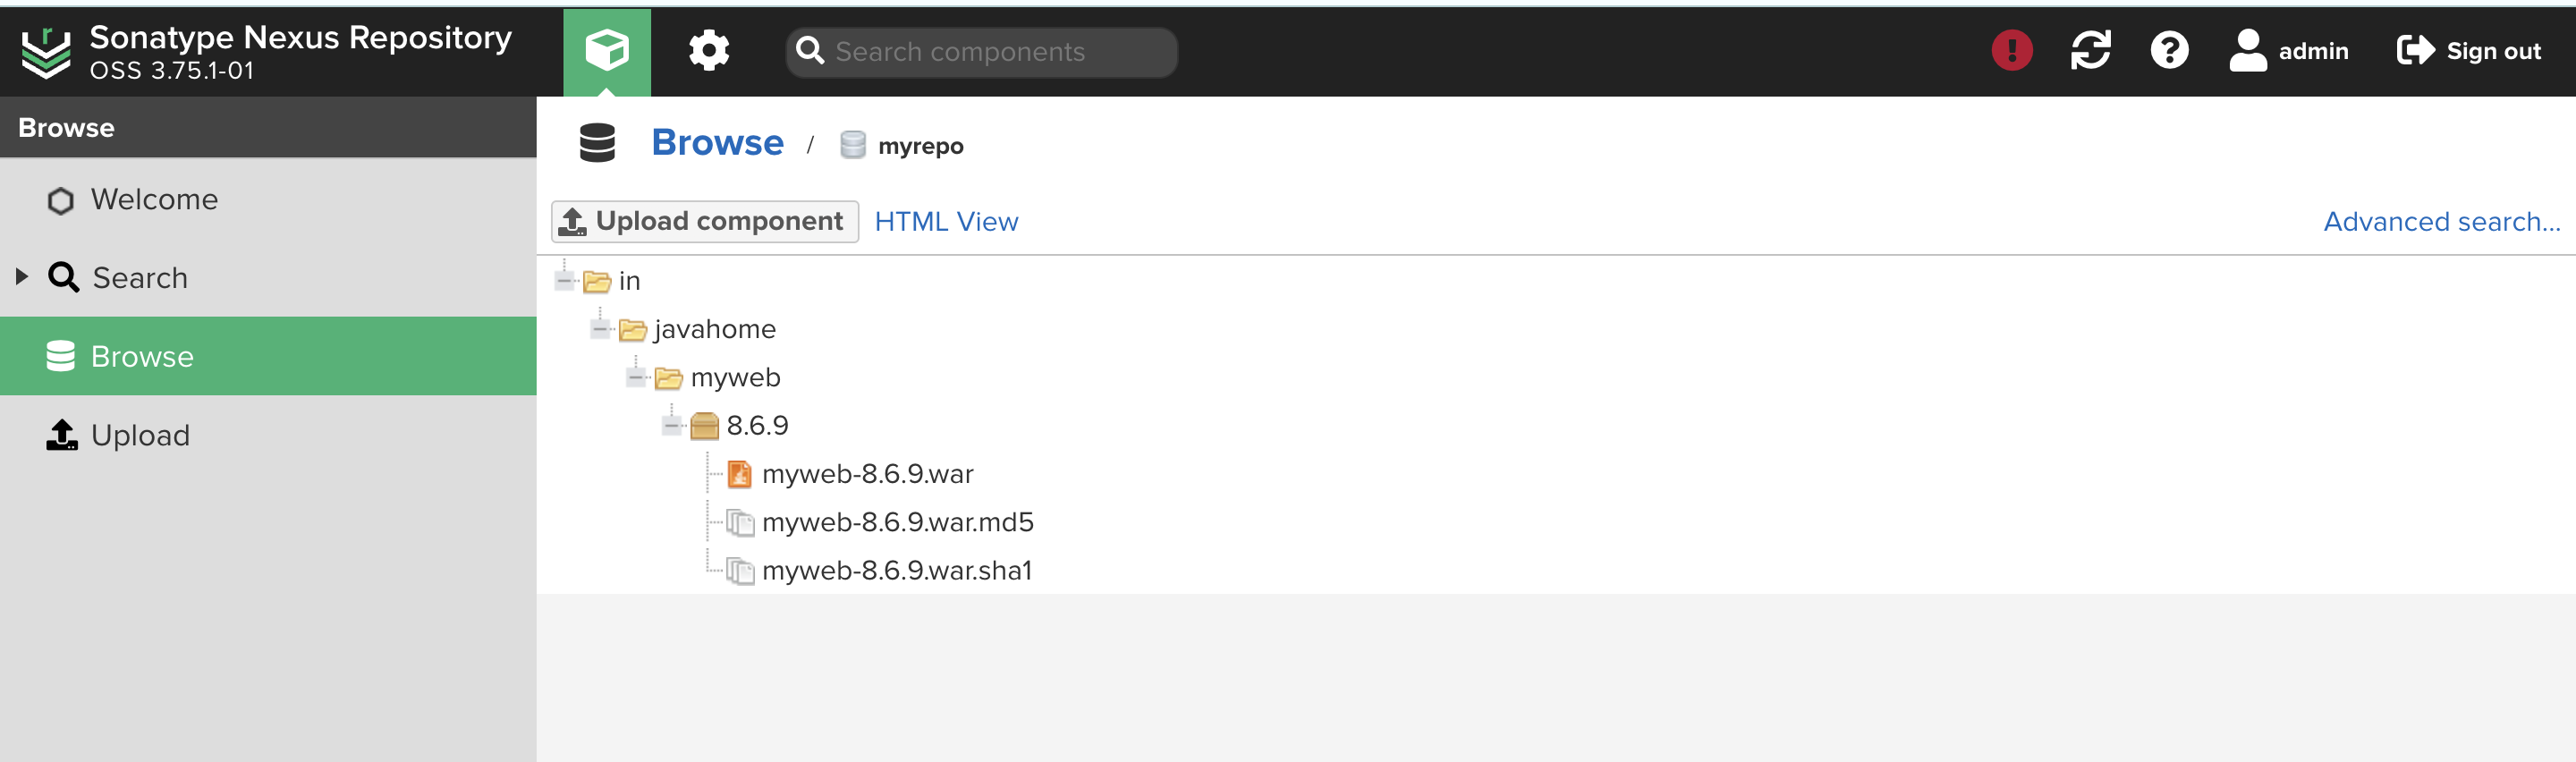 Sonatype Nexus Repository
OSS 3.75.1-01
Search components
admin
Sign out
Browse
Welcome
Search
Browse
Upload
Browse / myrepo
Upload component
HTML View
Advanced search...
in
javahome
myweb
8.6.9
myweb-8.6.9.war
myweb-8.6.9.war.md5
myweb-8.6.9.war.sha1